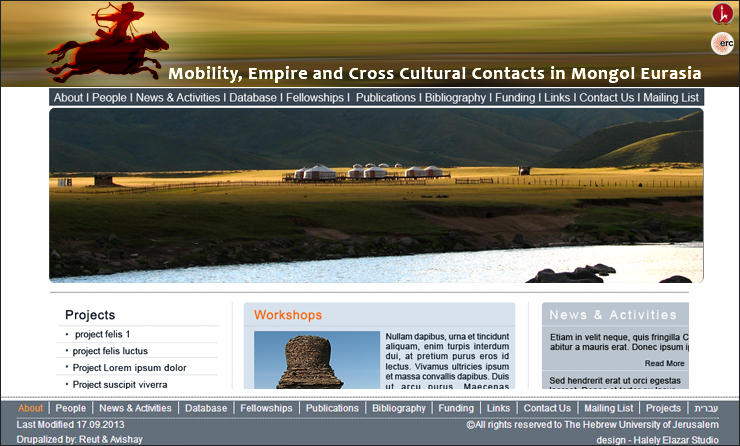 erc
Mobility, Empire and Cross Cultural Contacts in Mongol Eurasia
About I People I News & Activities I Database I Fellowships I Publications I Bibliography I Funding I Links I Contact Us I Mailing List
Projects
• project felis 1
• project felis luctus
• Project Lorem ipsum dolor
• Project suscipit viverra
Workshops
Nullam dapibus, urna et tincidunt
aliquam, enim turpis interdum
dui, at pretium purus eros id
lectus. Vivamus ultricies ipsum
et massa convallis dapibus. Duis
ut arcu purus. Maecenas
News & Activities
Etiam in velit neque, quis fringilla C
abitur a mauris erat. Donec ipsum i
Read More
Sed hendrerit erat ut orci egestas
About | People | News & Activities | Database | Fellowships | Publications | Bibliography | Funding | Links | Contact Us | Mailing List | Projects | עברית
Last Modified 17.09.2013
©All rights reserved to The Hebrew University of Jerusalem
Drupalized by: Reut & Avishay
design - Halely Elazar Studio